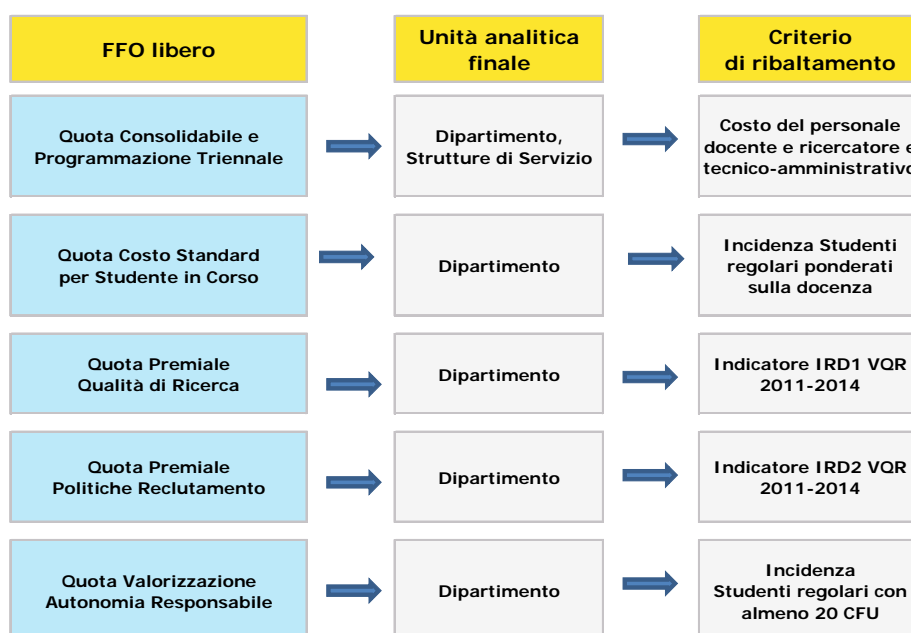 FFO libero
Unità analitica
finale
Criterio
di ribaltamento
Quota Consolidabile e
Programmazione Triennale
Dipartimento,
Strutture di Servizio
Costo del personale
docente e ricercatore e
tecnico-amministrativo
Quota Costo Standard
per Studente in Corso
Dipartimento
Incidenza Studenti
regolari ponderati
sulla docenza
Quota Premiale
Qualità di Ricerca
Dipartimento
Indicatore IRD1 VQR
2011-2014
Quota Premiale
Politiche Reclutamento
Dipartimento
Indicatore IRD2 VQR
2011-2014
Quota Valorizzazione
Autonomia Responsabile
Dipartimento
Incidenza
Studenti regolari con
almeno 20 CFU